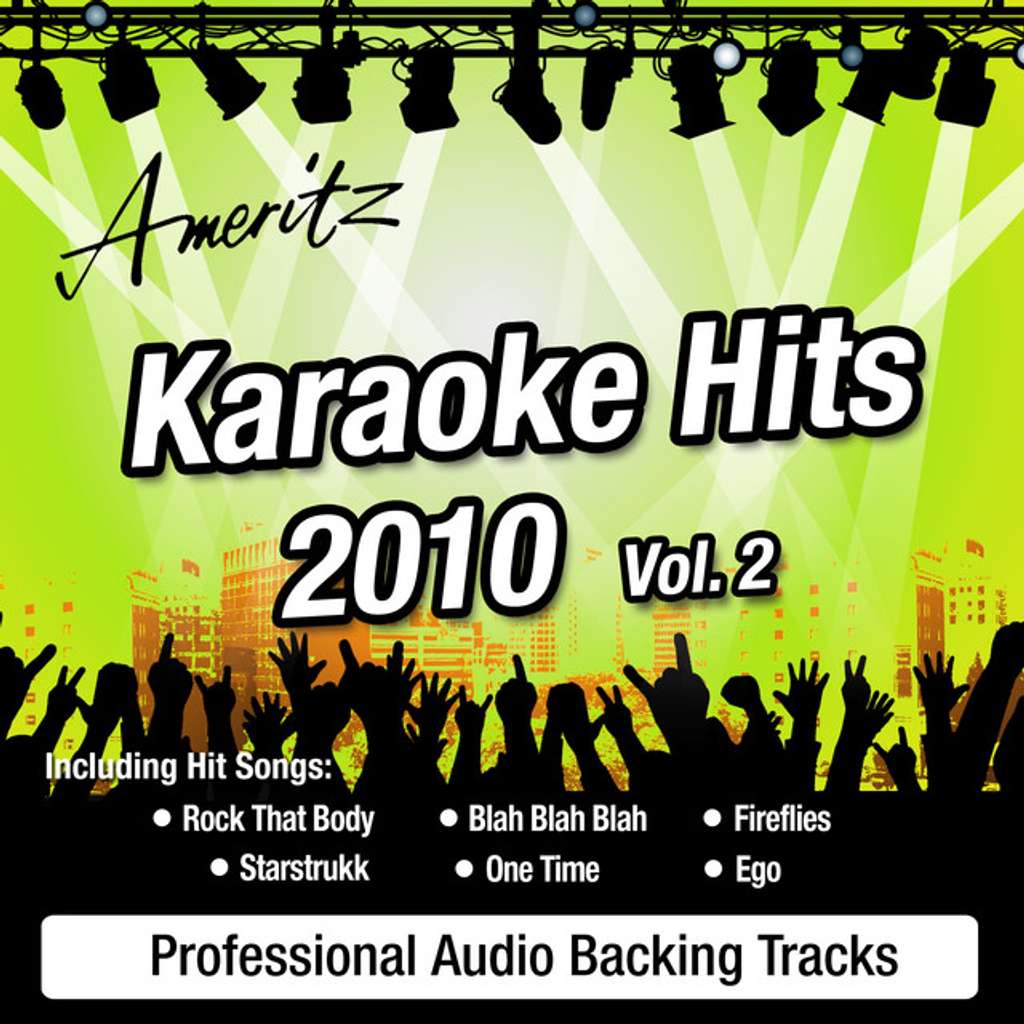 Ameritz
Karaoke Hits
2010 Vol. 2
Including Hit Songs:
• Rock That Body • Blah Blah Blah • Fireflies
• Starstrukk • One Time • Ego
Professional Audio Backing Tracks